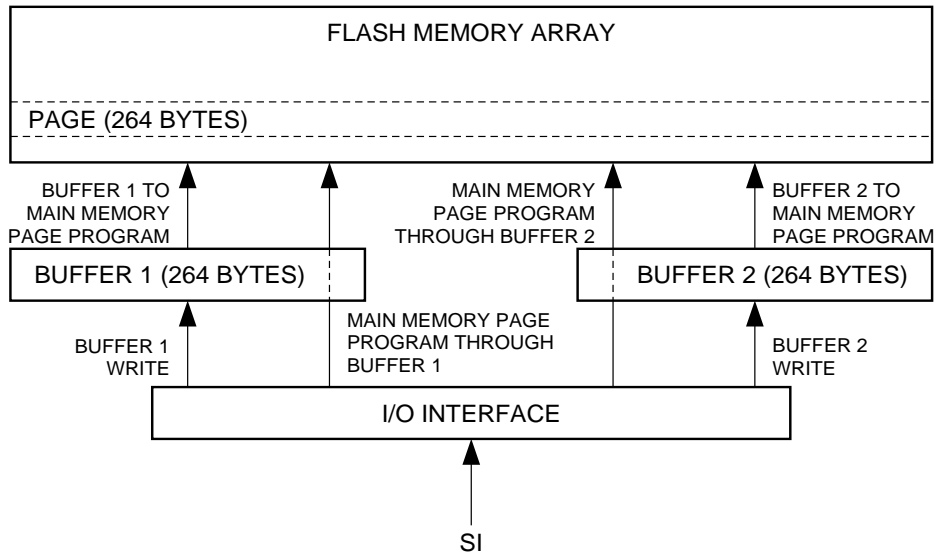 FLASH MEMORY ARRAY
PAGE (264 BYTES)
BUFFER 1 TO
MAIN MEMORY
PAGE PROGRAM
MAIN MEMORY
PAGE PROGRAM
THROUGH BUFFER 2
BUFFER 2 TO
MAIN MEMORY
PAGE PROGRAM
BUFFER 1 (264 BYTES)
BUFFER 2 (264 BYTES)
BUFFER 1
WRITE
MAIN MEMORY PAGE
PROGRAM THROUGH
BUFFER 1
BUFFER 2
WRITE
I/O INTERFACE
SI